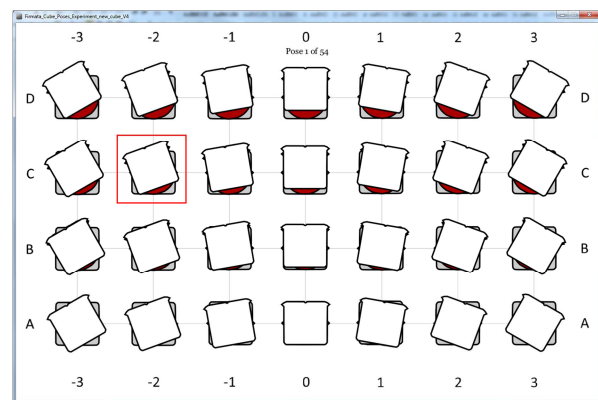 Firmata_Cube_Poses_Experiment_new_cube_V4
-3 -2 -1 0 1 2 3
Pose 1 of 54
D D
C C
B B
A A
-3 -2 -1 0 1 2 3